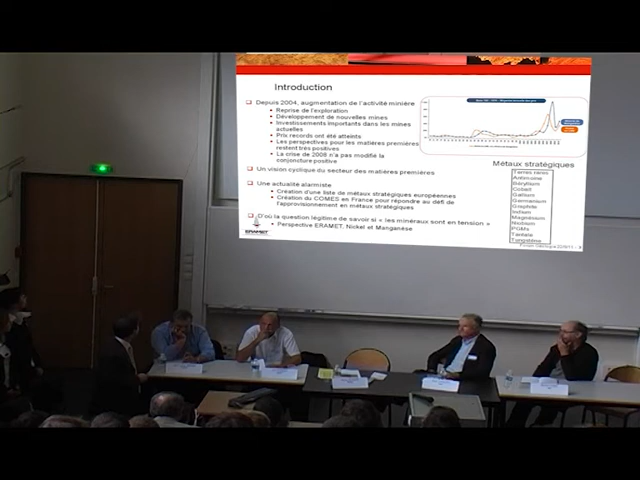 Introduction
Depuis 2004, augmentation de l'activité minière
Reprise de l'exploration
Développement de nouvelles mines
Investissements importants dans les mines
actuelles
Prix records ont été atteints
Les perspectives pour les matières premières
restent très positives
La crise de 2008 n'a pas modifié la
conjoncture positive
Un vision cyclique du secteur des matières premières
Une actualité alarmiste
Création d'une liste de métaux stratégiques européennes
Création du COMES en France pour répondre au défi de
l'approvisionnement en métaux stratégiques
D'où la question légitime de savoir si « les minéraux sont en tension »
Perspective ERAMET, Nickel et Manganèse
ERAMET
Métaux stratégiques
Terres rares
Antimoine
Béryllium
Cobalt
Gallium
Germanium
Graphite
Indium
Magnésium
Niobium
PGMs
Tantale
Tungstène